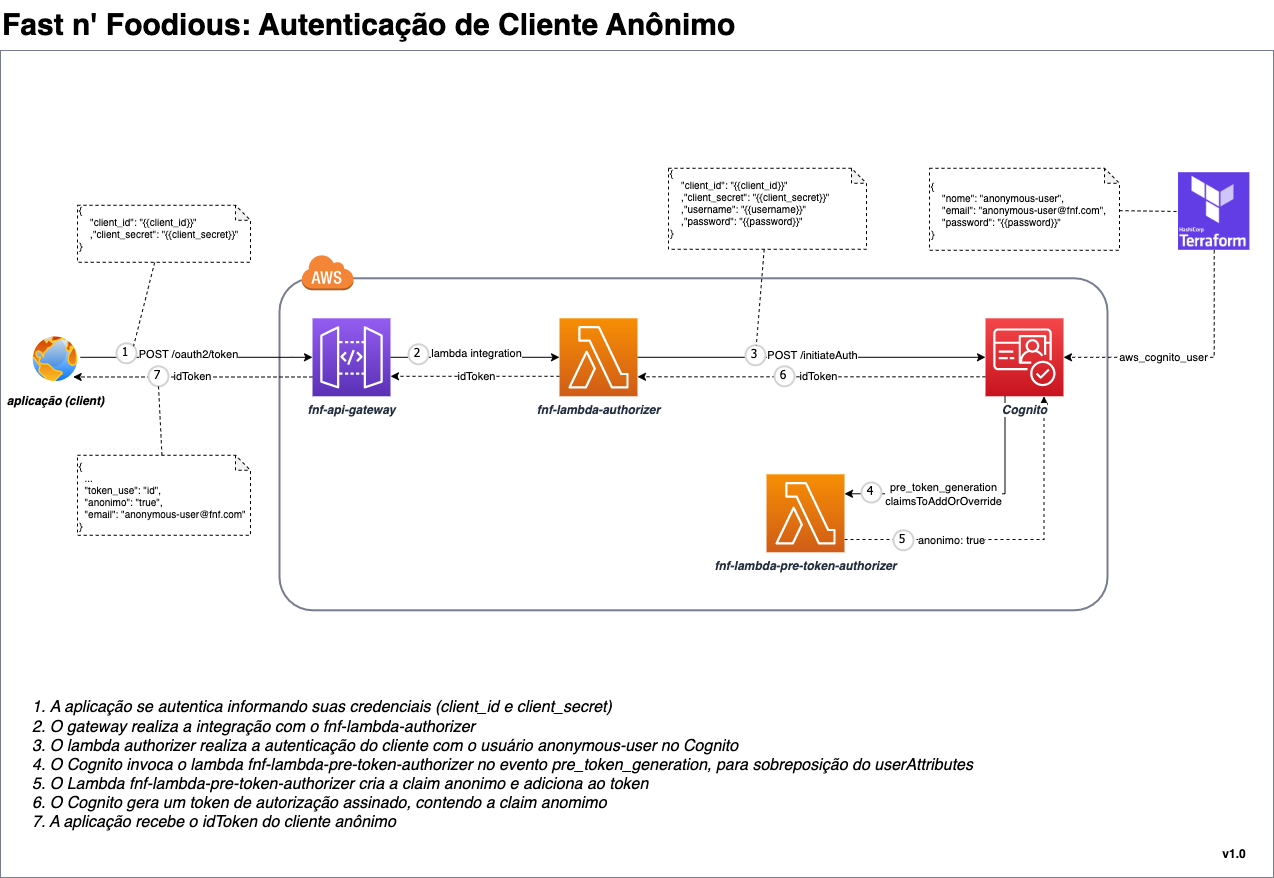 Fast n' Foodious: Autenticação de Cliente Anônimo
{
"client_id": "{{client_id}}"
,"client_secret": "{{client_secret}}"
}
{
"client_id": "{{client_id}}"
,"client_secret": "{{client_secret}}"
,"username": "{{username}}"
,"password": "{{password}}"
}
{
"nome": "anonymous-user",
"email": "anonymous-user@fnf.com",
"password": "{{password}}"
}
HashiCorp
Terraform
AWS
1
POST /oauth2/token
2
lambda integration
3
POST /initiateAuth
aws_cognito_user
7
idToken
idToken
6
idToken
aplicação (client)
fnf-api-gateway
fnf-lambda-authorizer
Cognito
{
...
"token_use": "id",
"anonimo": "true",
"email": "anonymous-user@fnf.com"
}
4
pre_token_generation
claimsToAddOrOverride
5
anonimo: true
fnf-lambda-pre-token-authorizer
1. A aplicação se autentica informando suas credenciais (client_id e client_secret)
2. O gateway realiza a integração com o fnf-lambda-authorizer
3. O lambda authorizer realiza a autenticação do cliente com o usuário anonymous-user no Cognito
4. O Cognito invoca o lambda fnf-lambda-pre-token-authorizer no evento pre_token_generation, para sobreposição do userAttributes
5. O Lambda fnf-lambda-pre-token-authorizer cria a claim anonimo e adiciona ao token
6. O Cognito gera um token de autorização assinado, contendo a claim anomimo
7. A aplicação recebe o idToken do cliente anônimo
v1.0